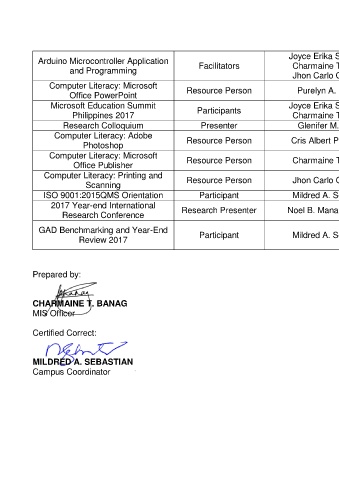 Joyce Erika S
Arduino Microcontroller Application and Programming Facilitators Charmaine T
Jhon Carlo C
Computer Literacy: Microsoft
Office PowerPoint Resource Person Purelyn A.
Microsoft Education Summit
Philippines 2017 Participants Joyce Erika S
Charmaine T
Research Colloquium Presenter Glenifer M.
Computer Literacy: Adobe
Photoshop Resource Person Cris Albert P
Computer Literacy: Microsoft
Office Publisher Resource Person Charmaine T
Computer Literacy: Printing and
Scanning Resource Person Jhon Carlo C
ISO 9001:2015QMS Orientation Participant Mildred A. S
2017 Year-end International
Research Conference Research Presenter Noel B. Mana
GAD Benchmarking and Year-End
Review 2017 Participant Mildred A. S
Prepared by:
CHARMAINE T. BANAG
MIS Officer
Certified Correct:
MILDRED A. SEBASTIAN
Campus Coordinator